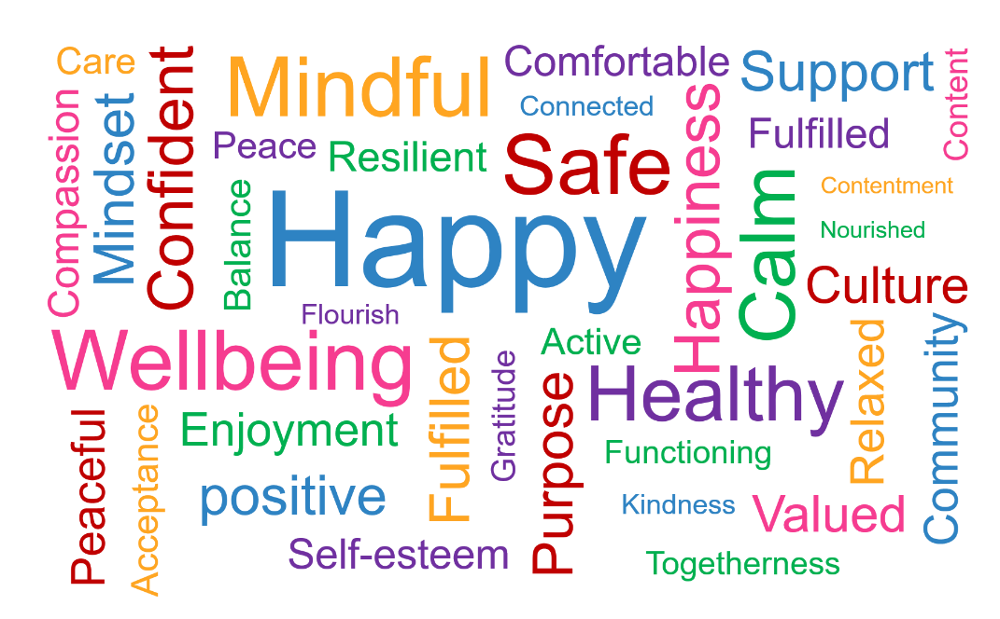 Care
Compassion
Mindset
Confident
Mindful
Comfortable
Support
Content
Connected
Peace
Resilient
Safe
Happiness
Fulfilled
Calm
Contentment
Balance
Happy
Nourished
Culture
Flourish
Wellbeing
Fulfilled
Gratitude
Active
Healthy
Relaxed
Community
Peaceful
Acceptance
Enjoyment
Purpose
Functioning
positive
Kindness
Valued
Self-esteem
Togetherness